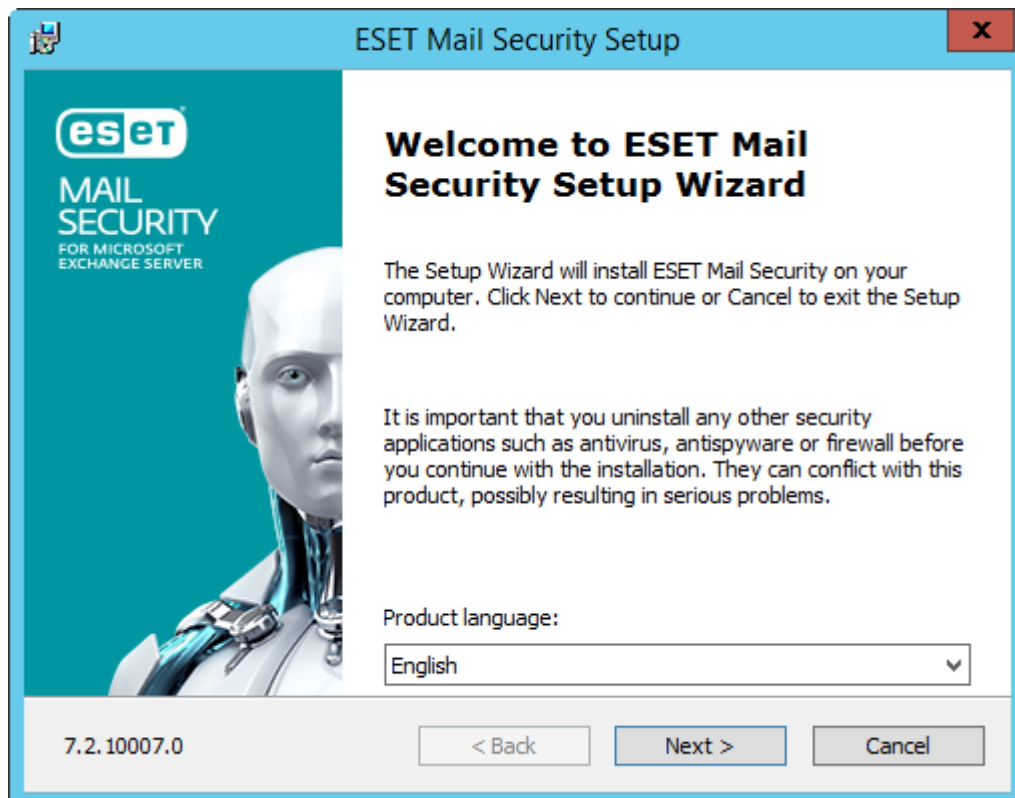 ESET Mail Security Setup
eset
MAIL
SECURITY
FOR MICROSOFT
EXCHANGE SERVER
Welcome to ESET Mail
Security Setup Wizard
The Setup Wizard will install ESET Mail Security on your
computer. Click Next to continue or Cancel to exit the Setup
Wizard.
It is important that you uninstall any other security
applications such as antivirus, antispyware or firewall before
you continue with the installation. They can conflict with this
product, possibly resulting in serious problems.
Product language:
English
7.2.10007.0
< Back
Next >
Cancel